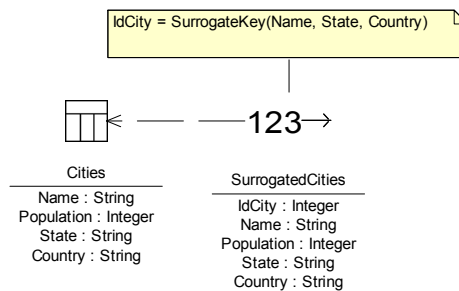 IdCity = SurrogateKey(Name, State, Country)
123
Cities
Name : String
Population : Integer
State : String
Country : String
SurrogatedCities
IdCity : Integer
Name : String
Population : Integer
State : String
Country : String